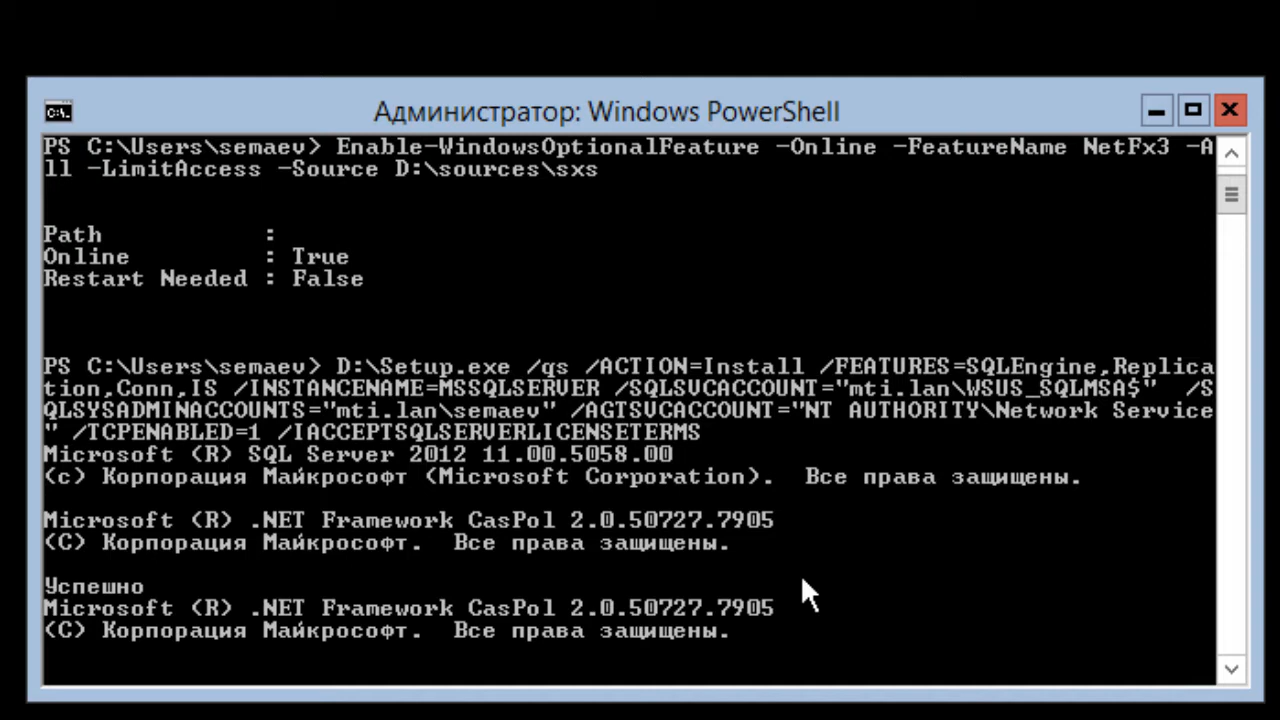 Администратор: Windows PowerShell
PS C:\Users\semaev> Enable-WindowsOptionalFeature -Online -FeatureName NetFx3 -A
ll -LimitAccess -Source D:\sources\sxs
Path :
Online : True
Restart Needed : False
PS C:\Users\semaev> D:\Setup.exe /qs /ACTION=Install /FEATURES=SQLEngine,Replica
tion,Conn,IS /INSTANCENAME=MSSQLSERVER /SQLSVCACCOUNT="mti.lan\WSUS_SQLMSA$" /S
QLSYSADMINACCOUNTS="mti.lan\semaev" /AGTSVCACCOUNT="NT AUTHORITY\Network Service
" /TCPENABLED=1 /IACCEPTSQLSERVERLICENSETERMS
Microsoft (R) SQL Server 2012 11.00.5058.00
(c) Корпорация Майкрософт (Microsoft Corporation). Все права защищены.
Microsoft (R) .NET Framework CasPol 2.0.50727.7905
(C) Корпорация Майкрософт. Все права защищены.
Успешно
Microsoft (R) .NET Framework CasPol 2.0.50727.7905
(C) Корпорация Майкрософт. Все права защищены.